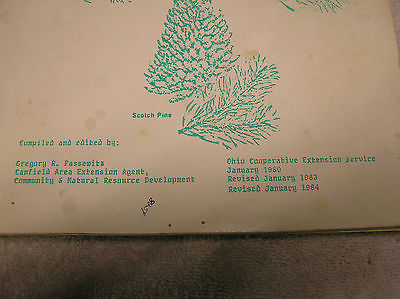 Scotch Pine
Compiled and edited by:
Gregory R. Passewitz
Canfield Area Extension Agent,
Community & Natural Resource Development
Ohio Cooperative Extension Service
January 1980
Revised January 1983
Revised January 1984